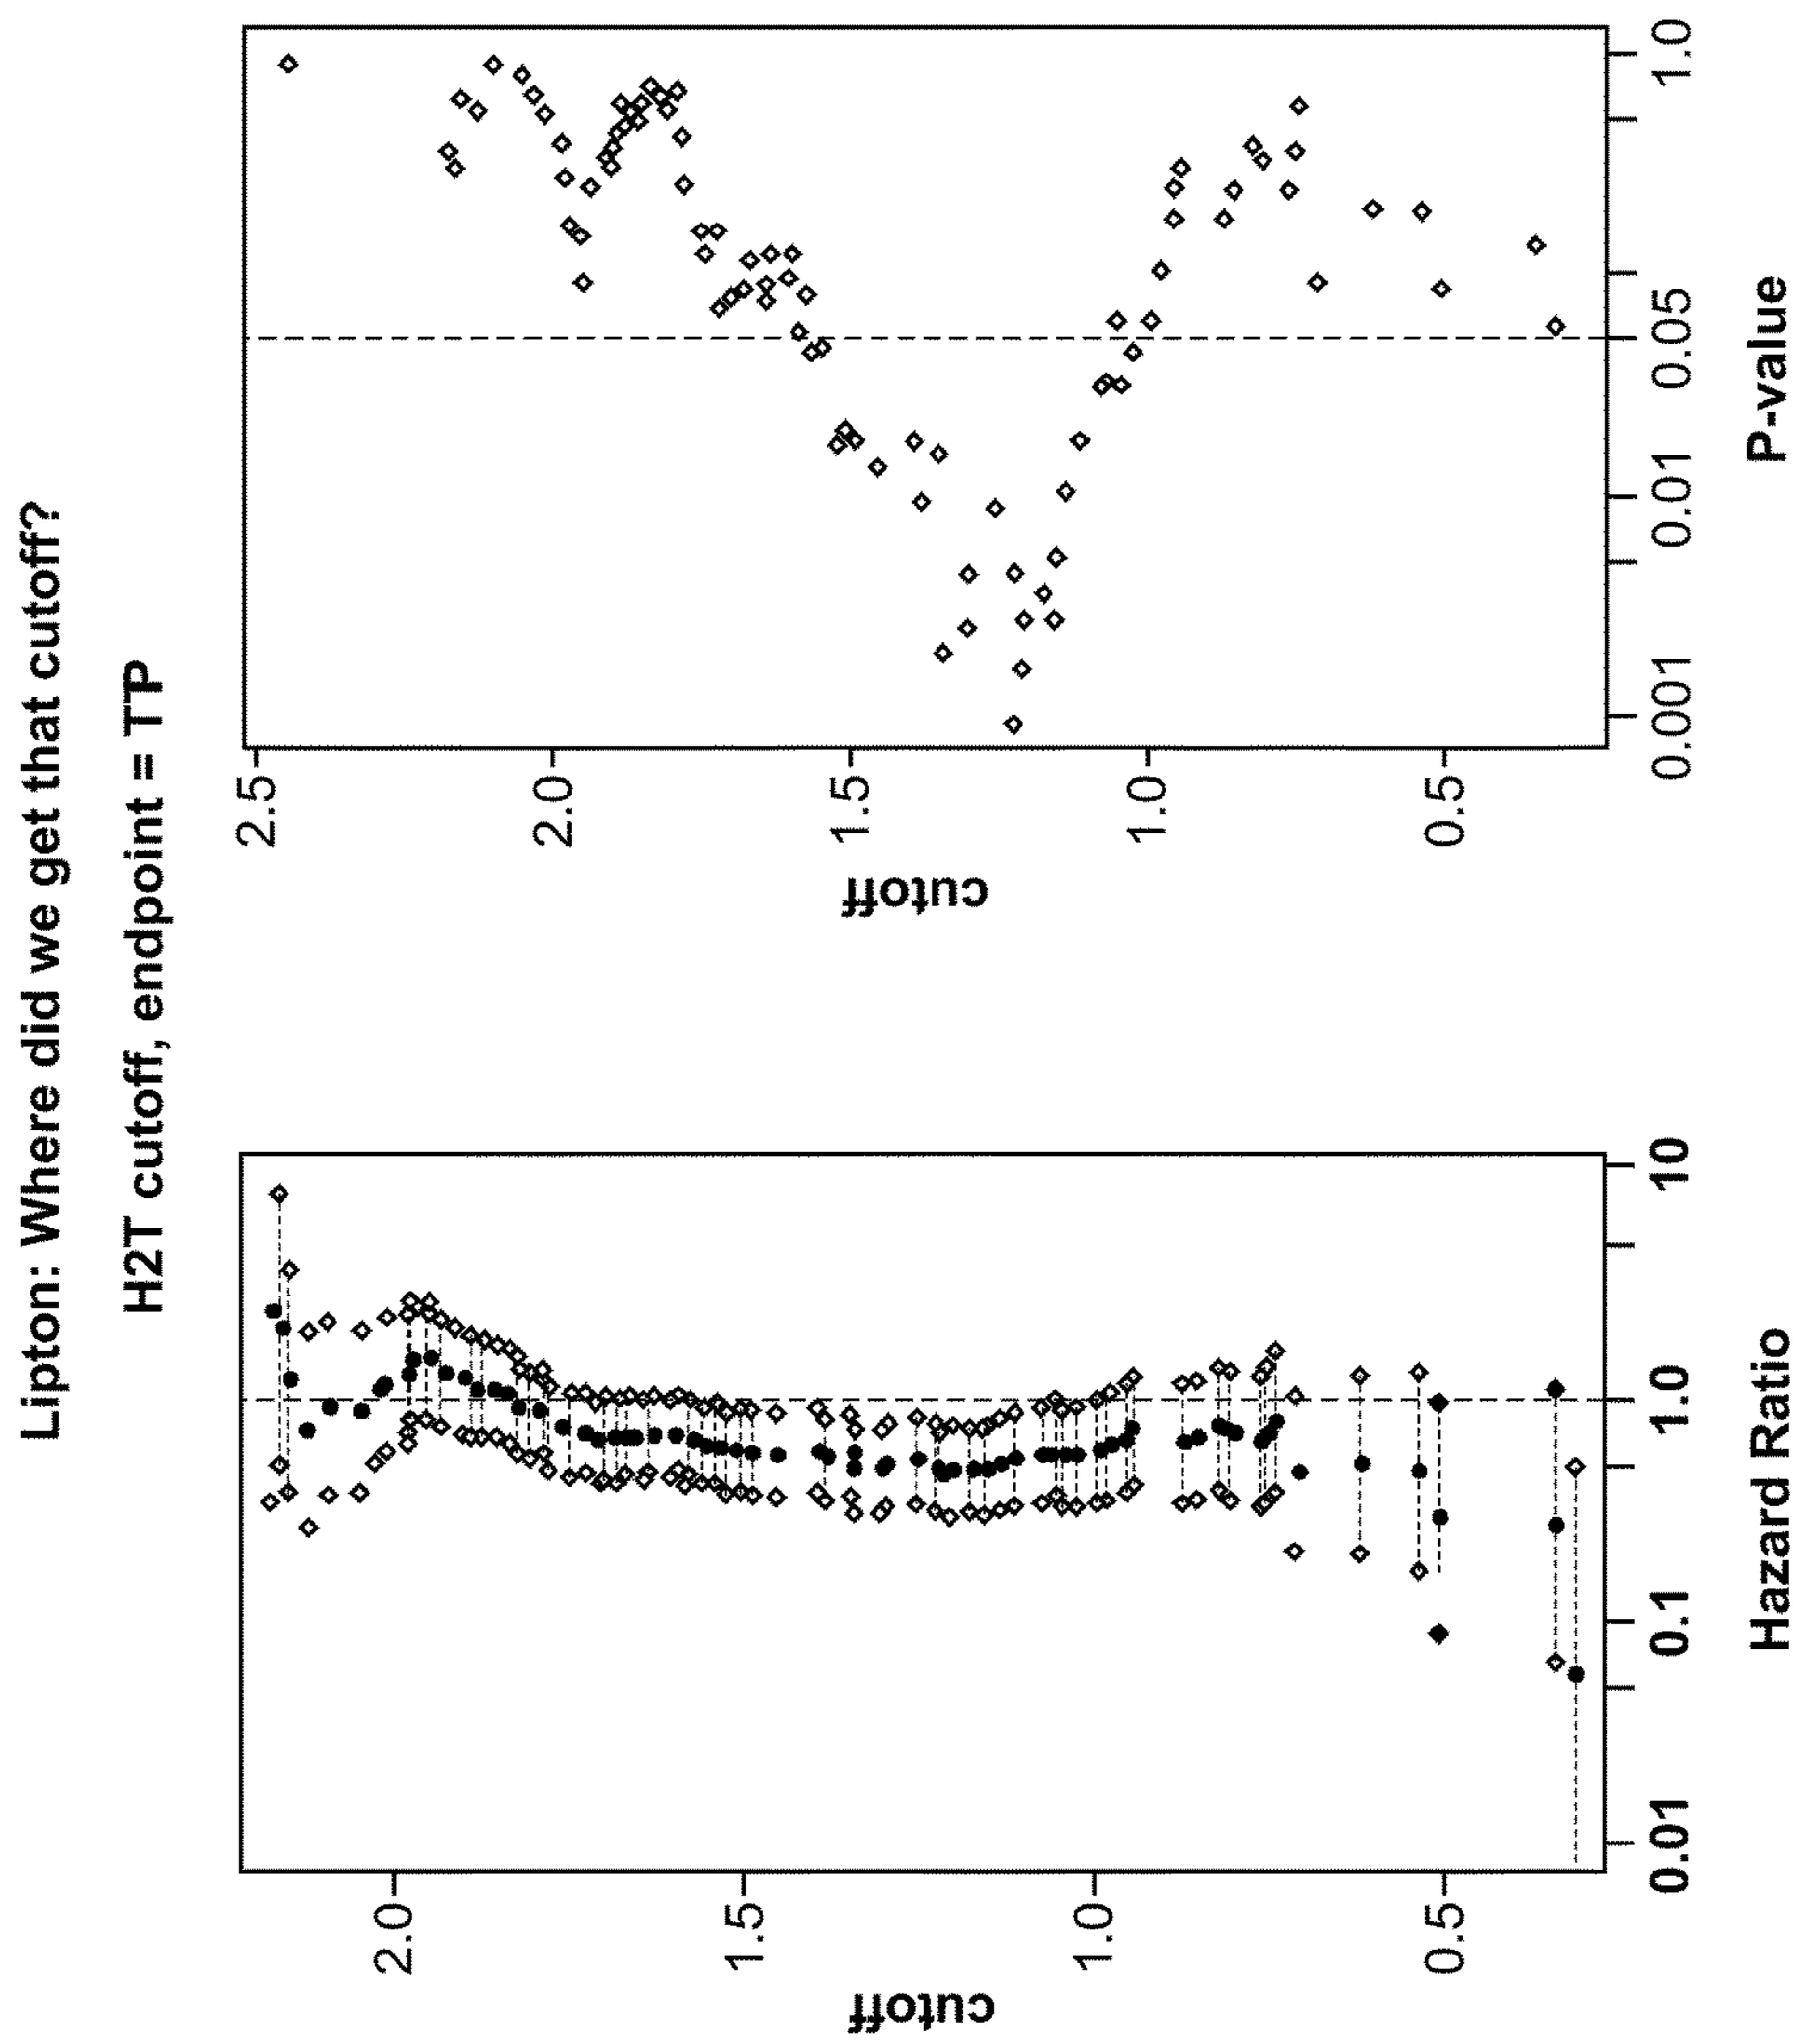 Lipton: Where did we get that cutoff?
H2T cutoff, endpoint = TTP
cutoff
2.0
1.5
1.0
0.5
0.01
0.1
1.0
10
Hazard Ratio
cutoff
2.5
2.0
1.5
1.0
0.5
0.001
0.01
0.05
1.0
P-value